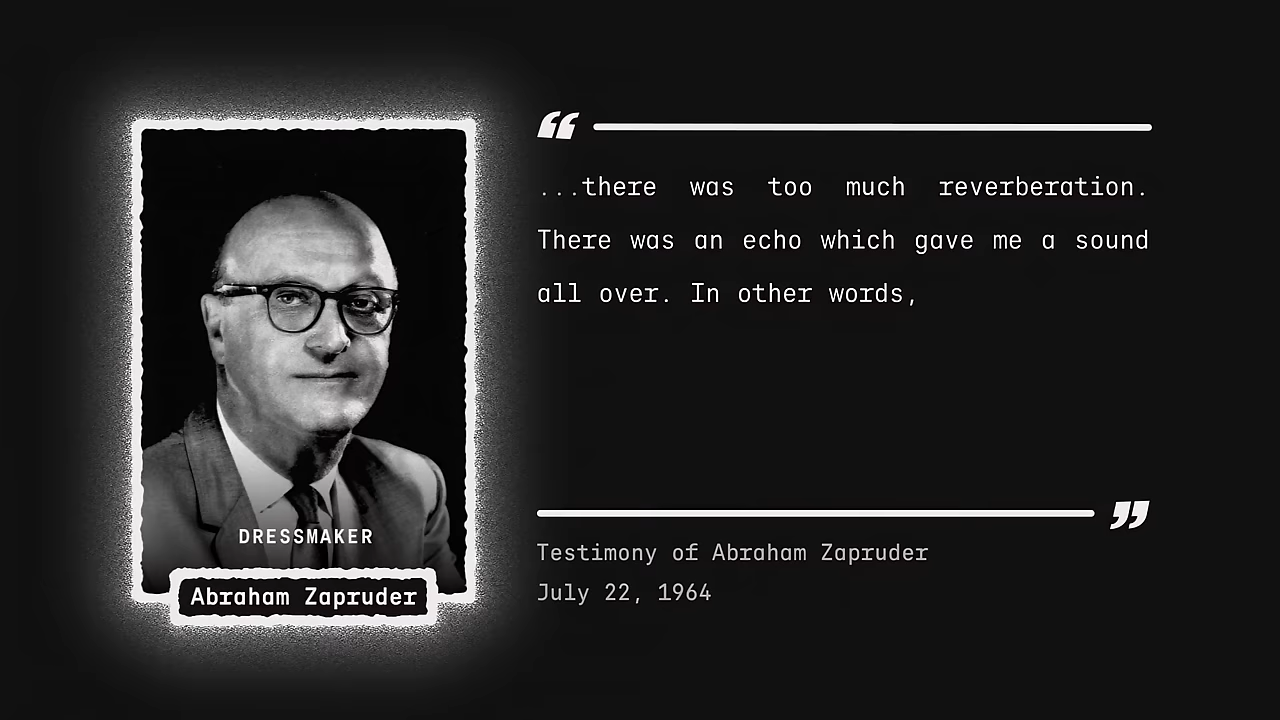 DRESSMAKER
Abraham Zapruder
“
...there was too much reverberation.
There was an echo which gave me a sound
all over. In other words,
”
Testimony of Abraham Zapruder
July 22, 1964